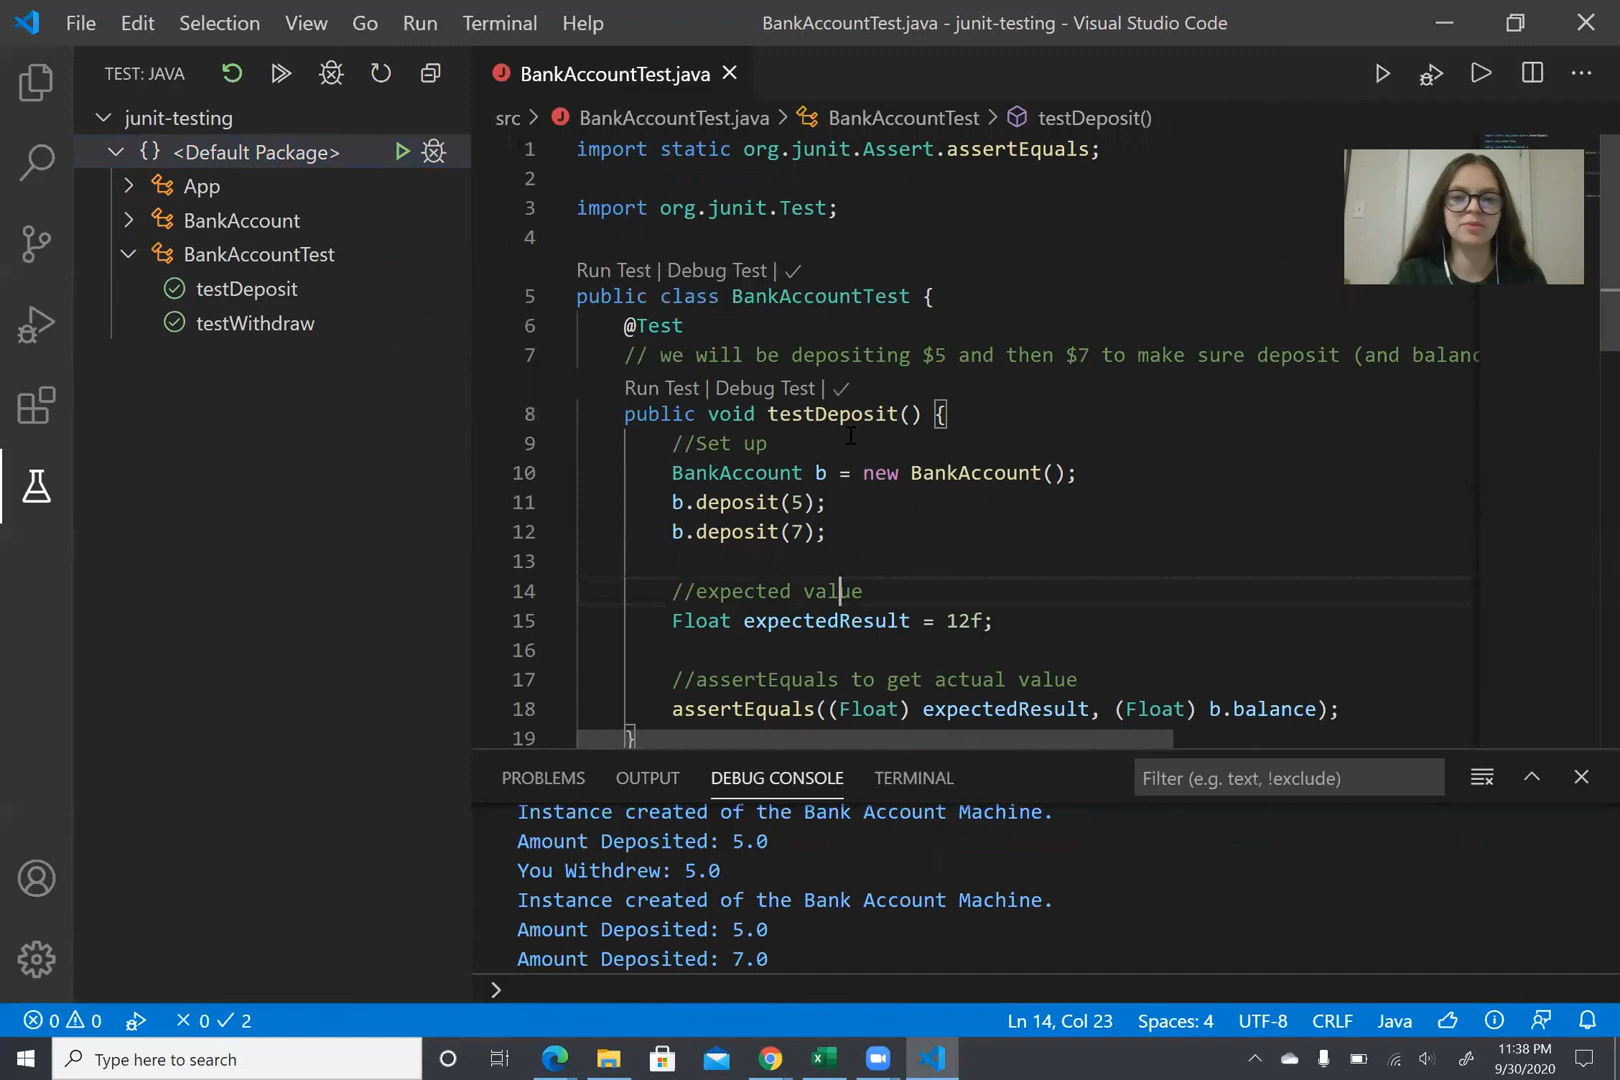 File Edit Selection View Go Run Terminal Help BankAccountTest.java - junit-testing - Visual Studio Code
TEST: JAVA
BankAccountTest.java
junit-testing
src > BankAccountTest.java > BankAccountTest > testDeposit()
{} <Default Package>
App
BankAccount
BankAccountTest
testDeposit
testWithdraw
1 import static org.junit.Assert.assertEquals;
2
3 import org.junit.Test;
4
Run Test | Debug Test | ✓
5 public class BankAccountTest {
6 @Test
7 // we will be depositing $5 and then $7 to make sure deposit (and balanc
Run Test | Debug Test | ✓
8 public void testDeposit() {
9 //Set up
10 BankAccount b = new BankAccount();
11 b.deposit(5);
12 b.deposit(7);
13
14 //expected value
15 Float expectedResult = 12f;
16
17 //assertEquals to get actual value
18 assertEquals((Float) expectedResult, (Float) b.balance);
19 }
PROBLEMS OUTPUT DEBUG CONSOLE TERMINAL Filter (e.g. text, !exclude)
Instance created of the Bank Account Machine.
Amount Deposited: 5.0
You Withdrew: 5.0
Instance created of the Bank Account Machine.
Amount Deposited: 5.0
Amount Deposited: 7.0
>
0 0 0 ✓ 2 Ln 14, Col 23 Spaces: 4 UTF-8 CRLF Java
Type here to search
11:38 PM
9/30/2020